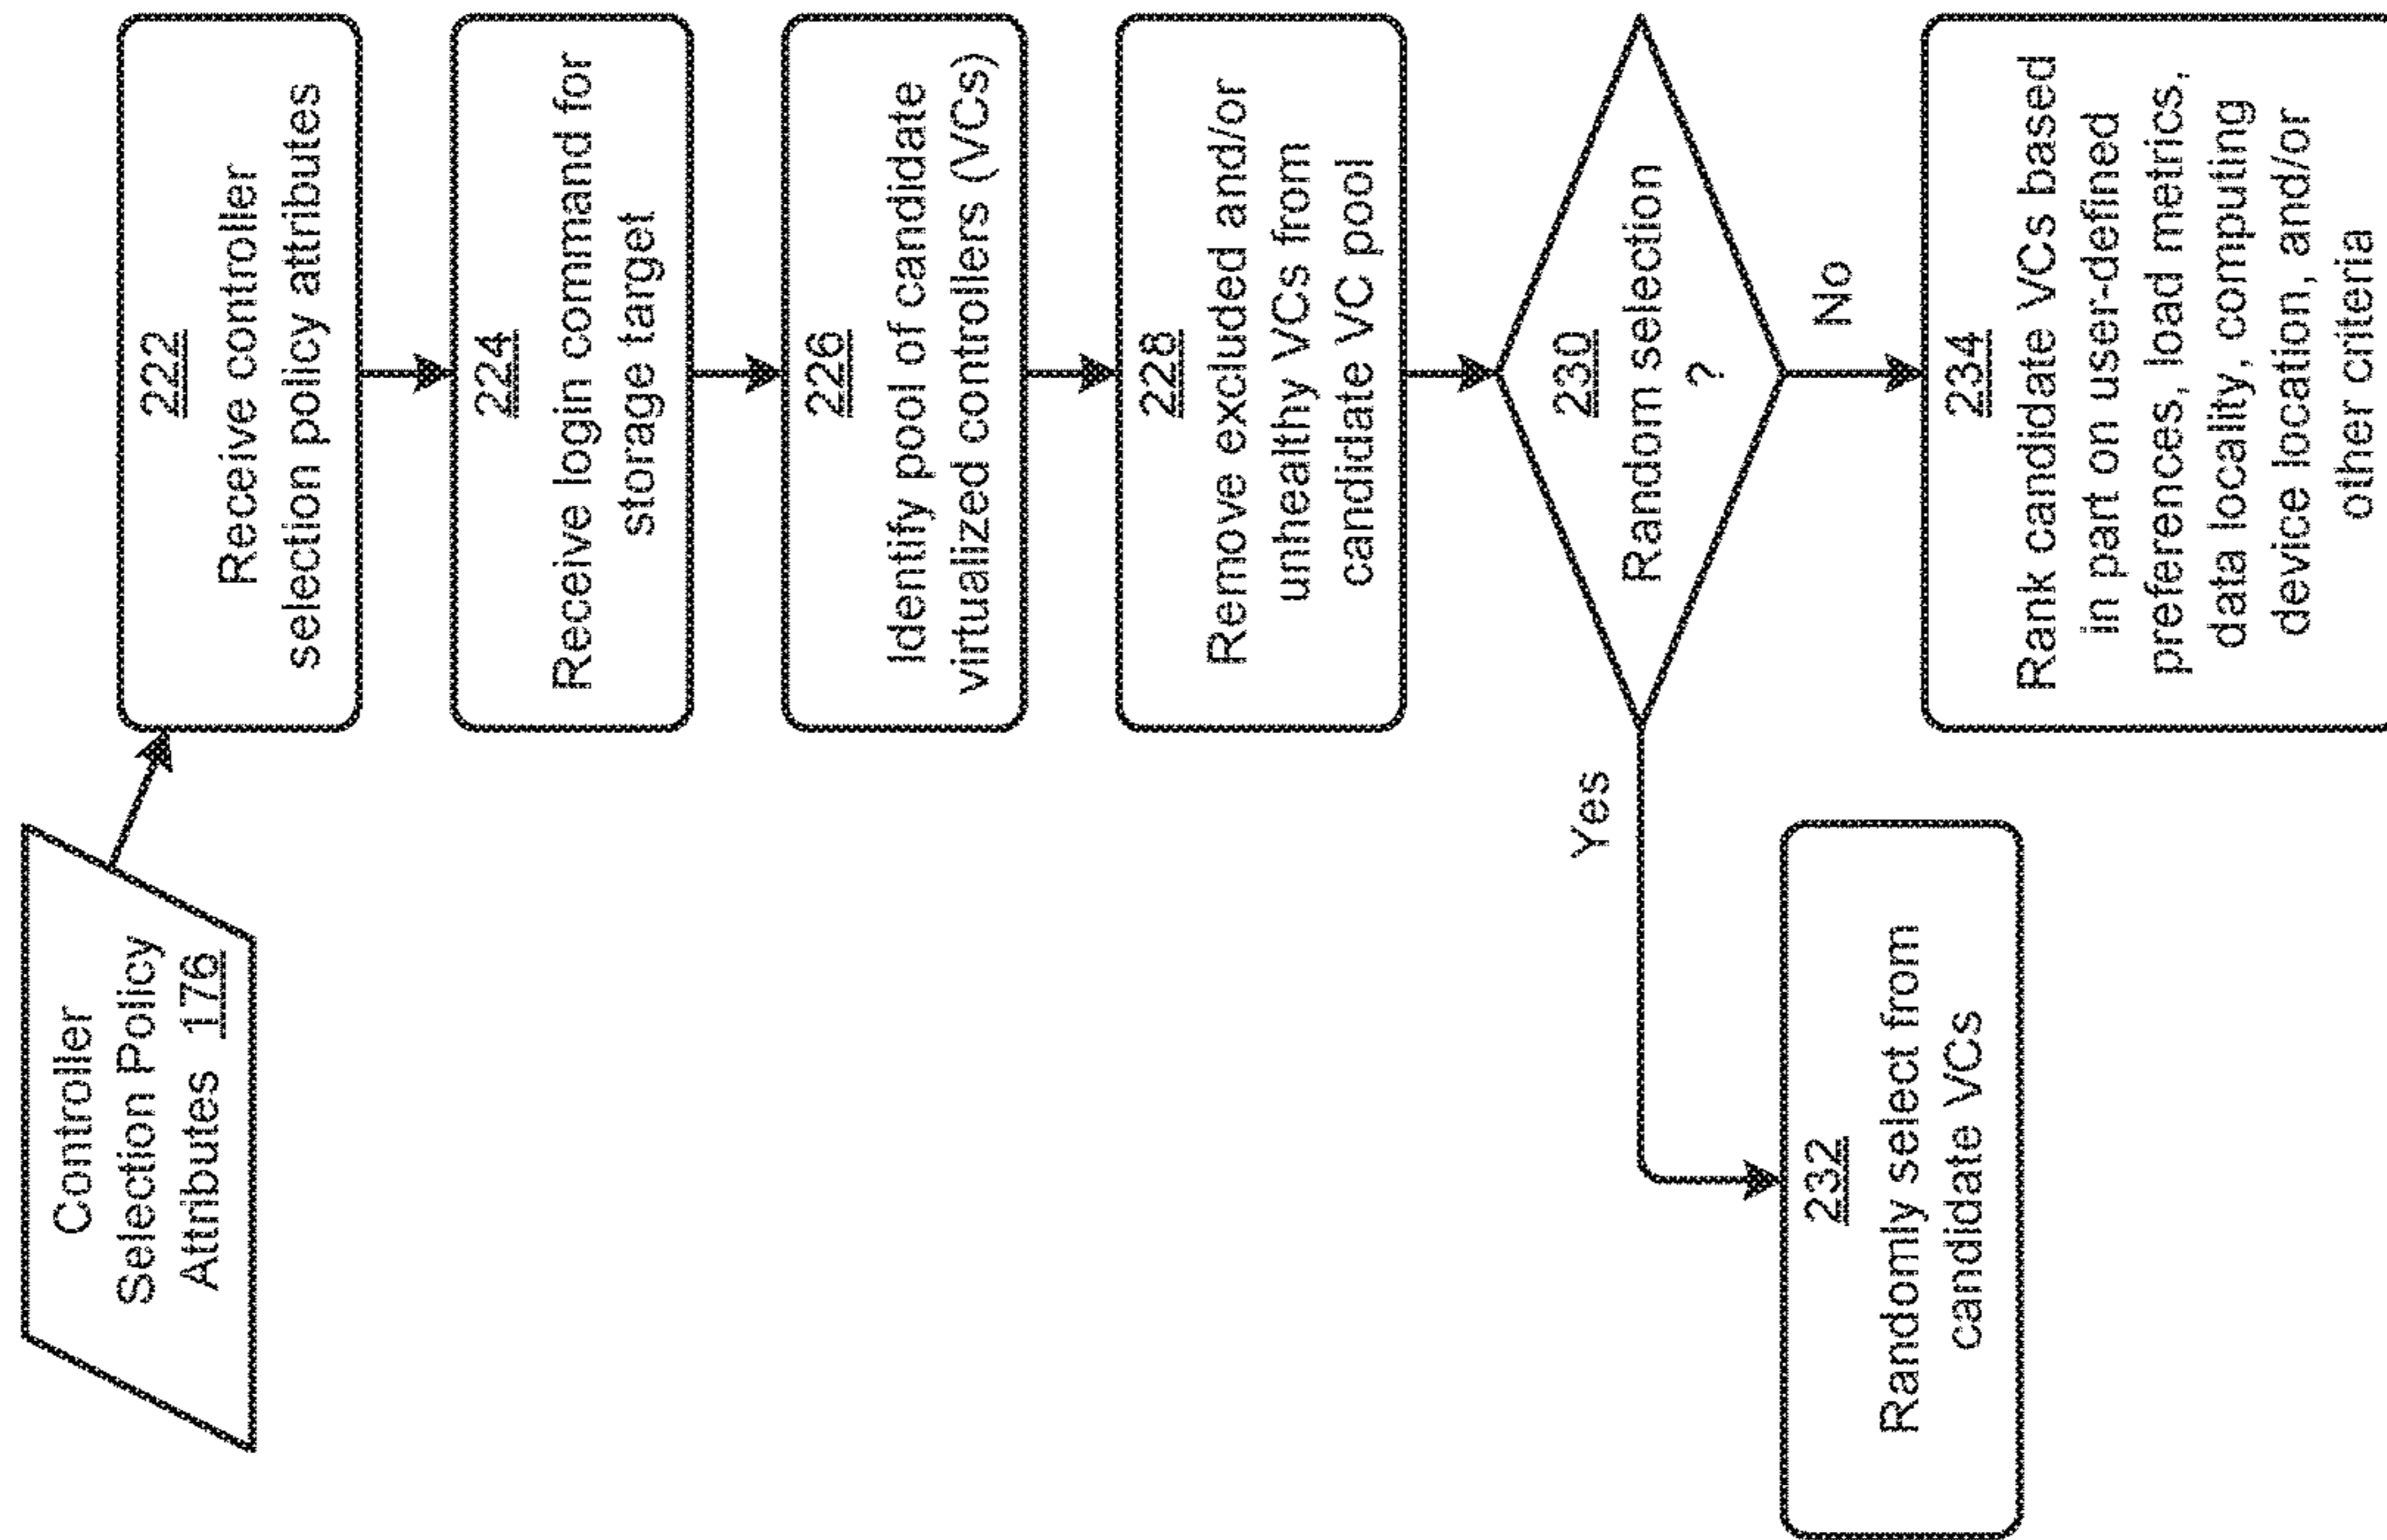 Controller
Selection Policy
Attributes 176
222
Receive controller
selection policy attributes
224
Receive login command for
storage target
226
Identify pool of candidate
virtualized controllers (VCs)
228
Remove excluded and/or
unhealthy VCs from
candidate VC pool
230
Random selection
?
Yes
No
232
Randomly select from
candidate VCs
234
Rank candidate VCs based
in part on user-defined
preferences, load metrics,
data locality, computing
device location, and/or
other criteria